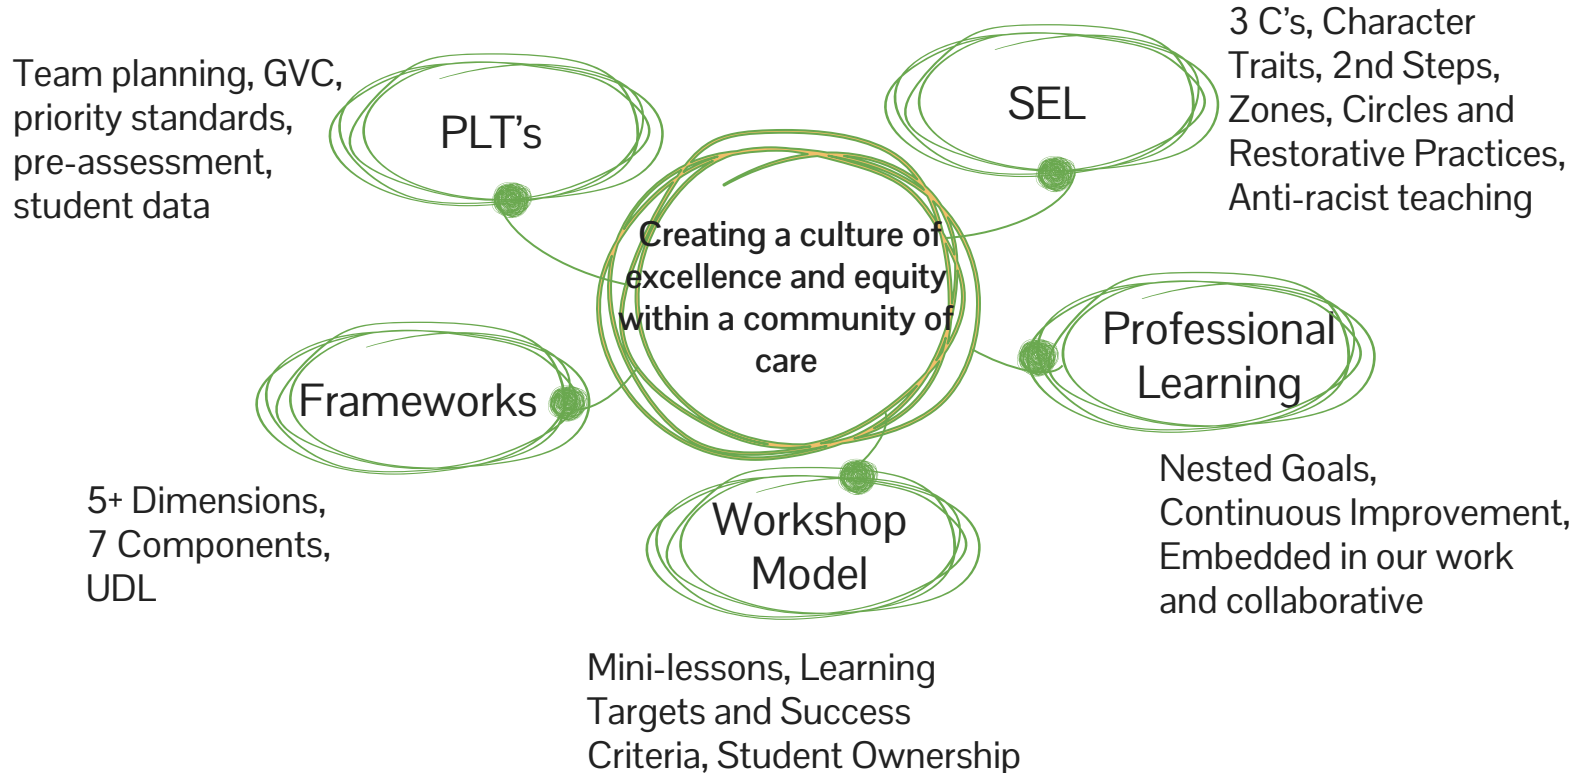 Team planning, GVC,
priority standards,
pre-assessment,
student data
PLT's
SEL
3 C's, Character
Traits, 2nd Steps,
Zones, Circles and
Restorative Practices,
Anti-racist teaching
Creating a culture of
excellence and equity
within a community of
care
Frameworks
5+ Dimensions,
7 Components,
UDL
Workshop
Model
Mini-lessons, Learning
Targets and Success
Criteria, Student Ownership
Professional
Learning
Nested Goals,
Continuous Improvement,
Embedded in our work
and collaborative